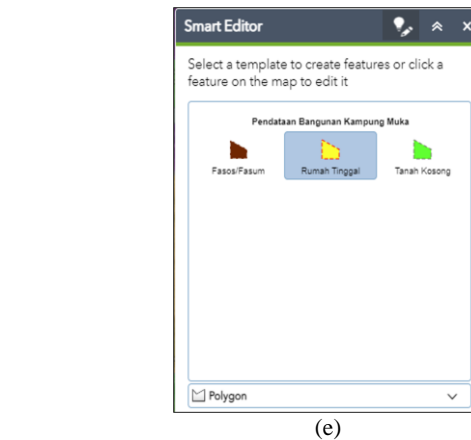 Smart Editor
Select a template to create features or click a
feature on the map to edit it
Pendataan Bangunan Kampung Muka
Fasos/Fasum Rumah Tinggal Tanah Kosong
Polygon
(e)